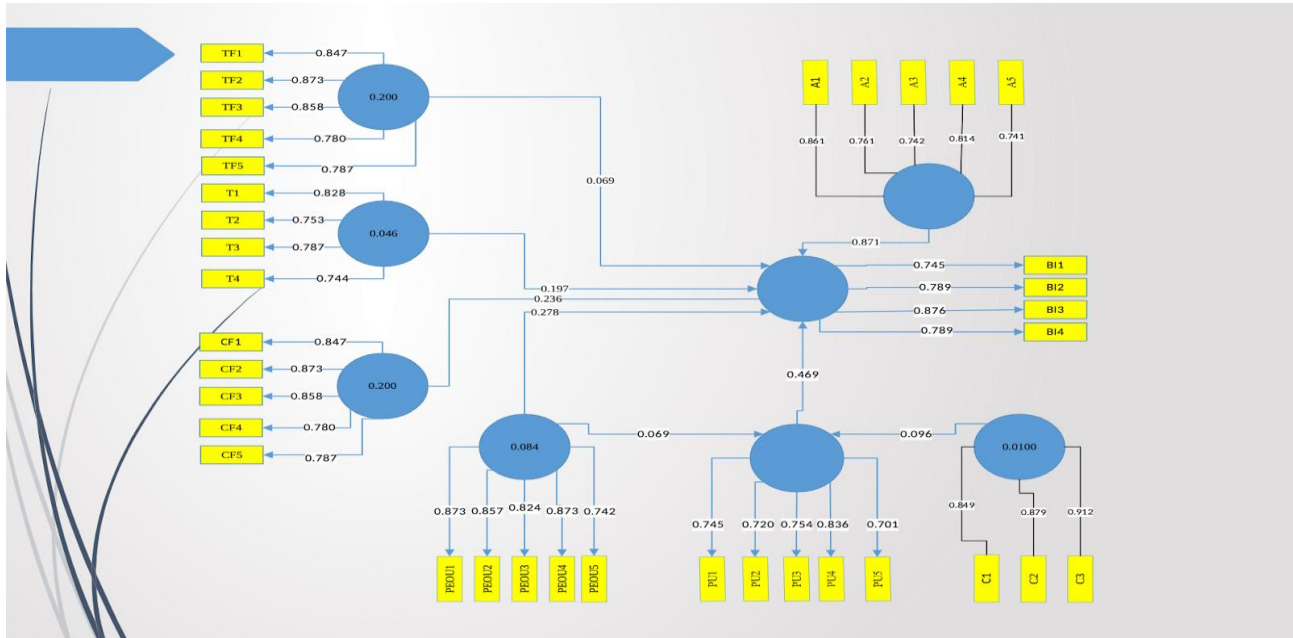 TF1
0.847
TF2
0.873
TF3
0.858
TF4
0.780
TF5
0.787
0.200
0.069
T1
0.828
T2
0.753
T3
0.787
T4
0.744
0.046
0.197
0.236
0.278
CF1
0.847
CF2
0.873
CF3
0.858
CF4
0.780
CF5
0.787
0.200
A1
A2
A3
A4
A5
0.861
0.761
0.742
0.814
0.741
0.871
0.745
BI1
0.789
BI2
0.876
BI3
0.789
BI4
0.469
0.084
0.069
0.096
0.0100
0.873
0.857
0.824
0.873
0.742
PEOU1
PEOU2
PEOU3
PEOU4
PEOU5
0.745
0.720
0.754
0.836
0.701
PU1
PU2
PU3
PU4
PU5
0.849
0.879
0.912
C1
C2
C3